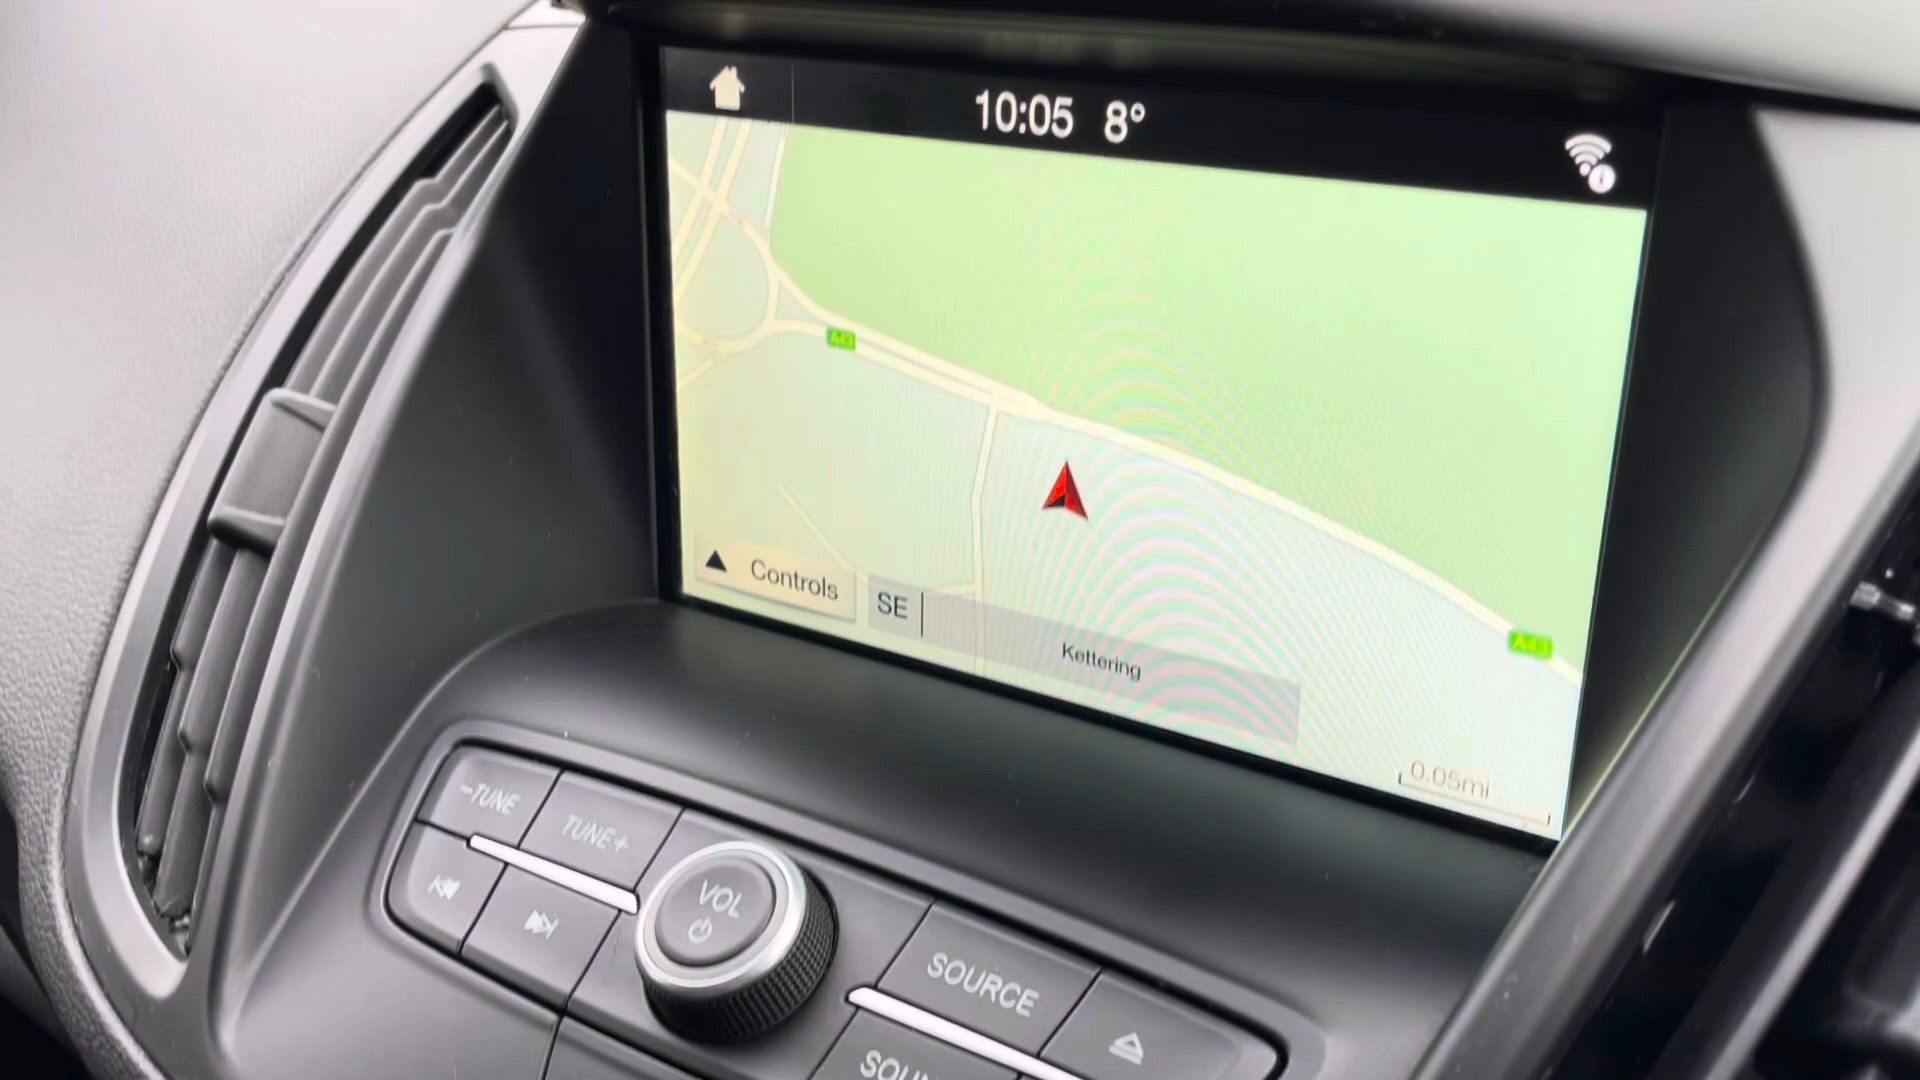 10:05 8°
A43
A43
Controls
SE
Kettering
0.05mi
-TUNE
TUNE+
VOL
SOURCE